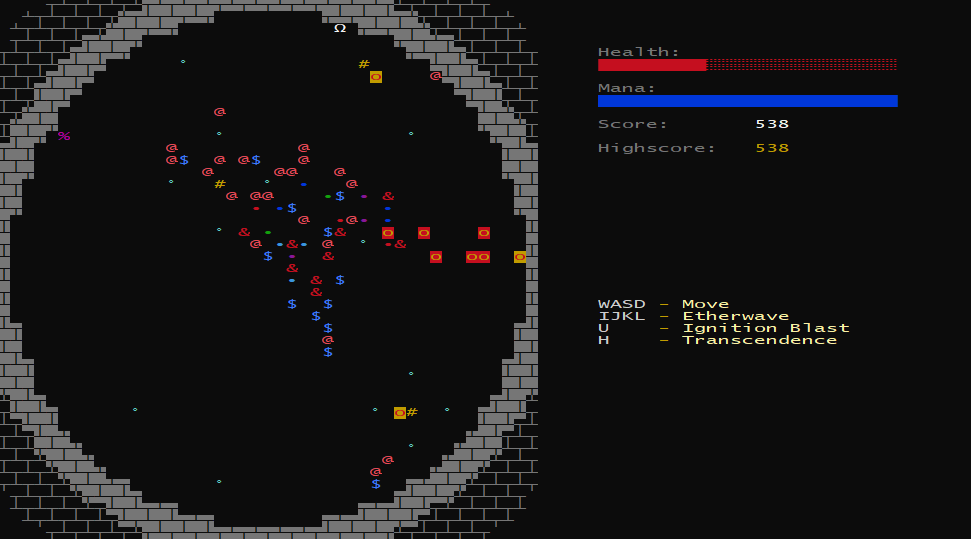 Health:
Mana:
Score: 538
Highscore: 538
WASD – Move
IJKL – Etherwave
U – Ignition Blast
H – Transcendence